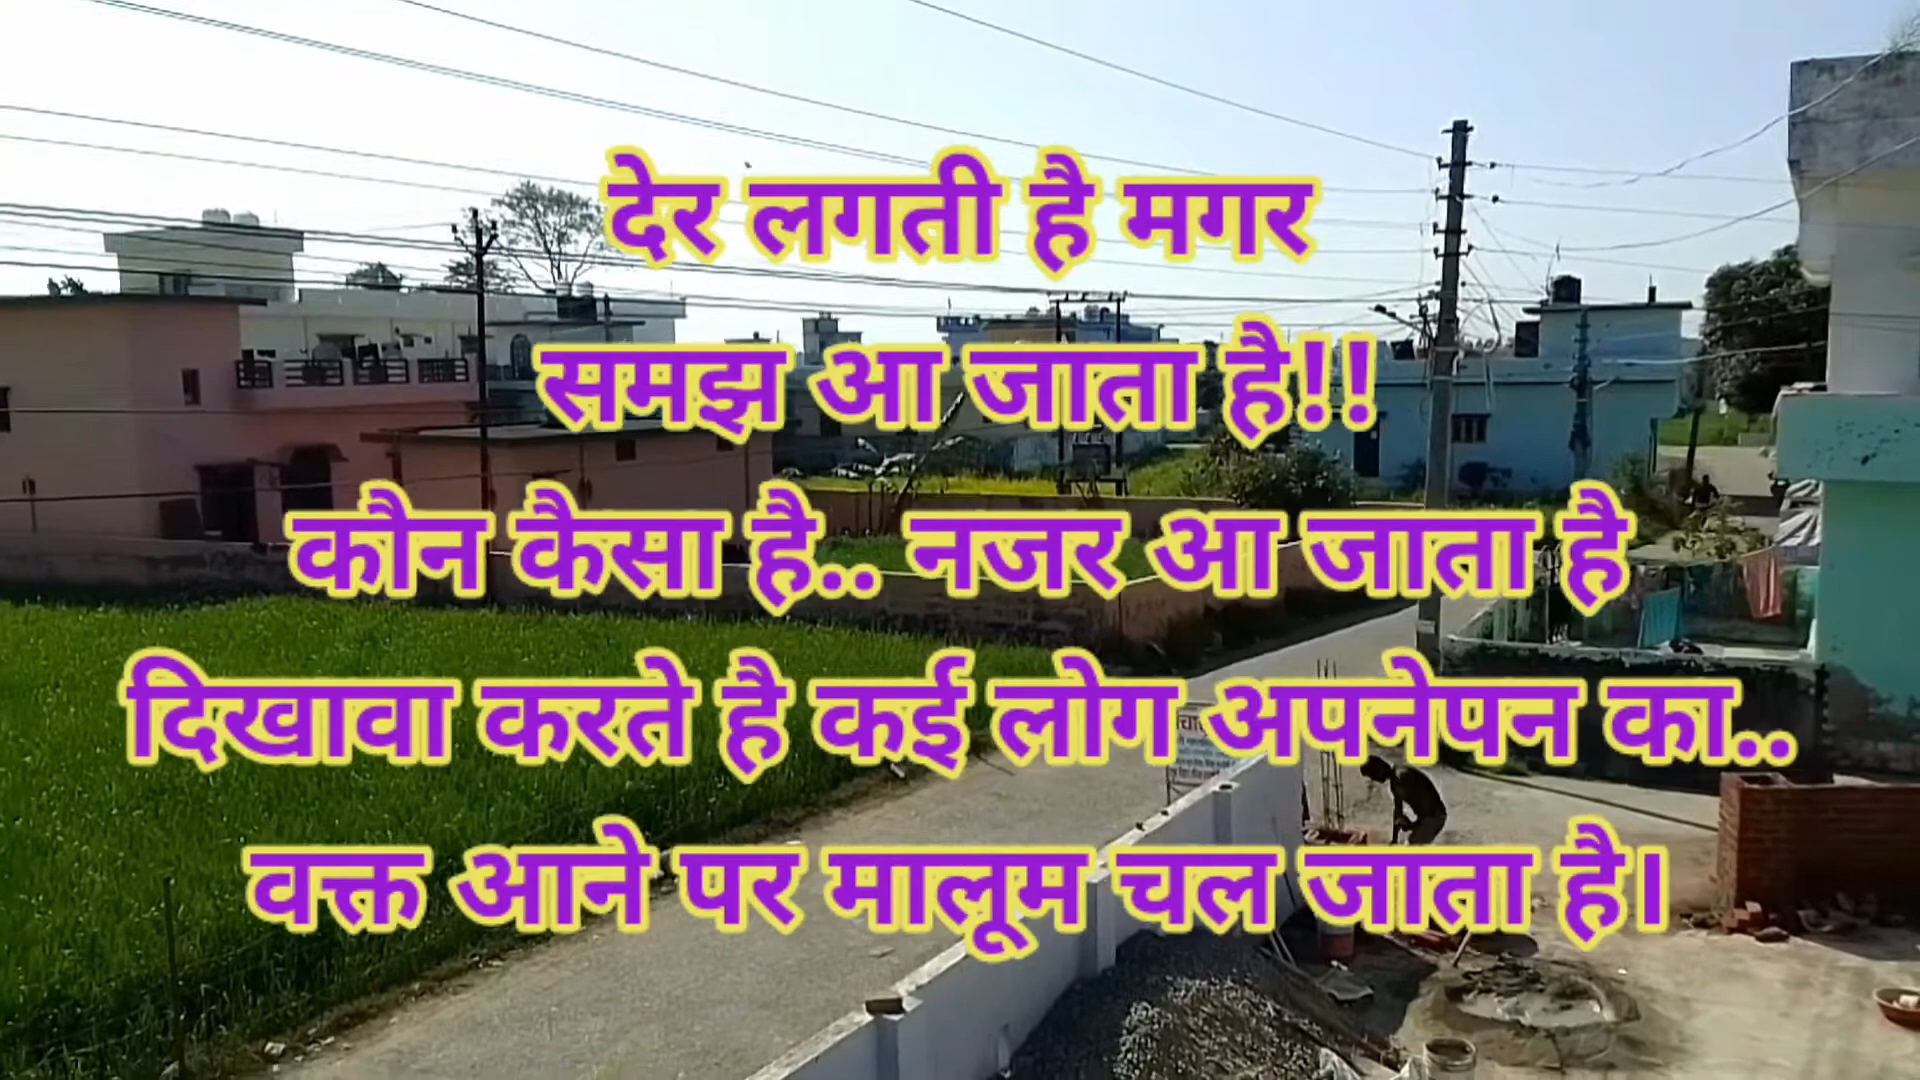 देर लगती है मगर
समझ आ जाता है!!
कौन कैसा है.. नजर आ जाता है
दिखावा करते है कई लोग अपनेपन का..
वक्त आने पर मालूम चल जाता है।